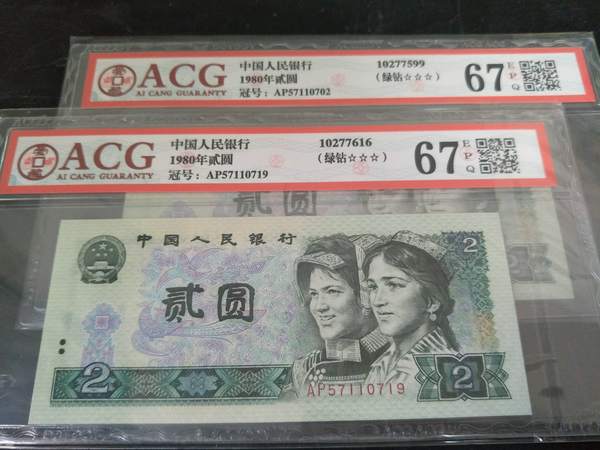 ACG
AI CANG GUARANTY
中国人民银行
1980年贰圆
冠号：AP57110702
10277599
（绿钻☆☆☆）
67
E
P
Q
ACG
AI CANG GUARANTY
中国人民银行
1980年贰圆
冠号：AP57110719
10277616
（绿钻☆☆☆）
67
E
P
Q
贰圆
中国人民银行
2
贰圆
AP57110719
2
2